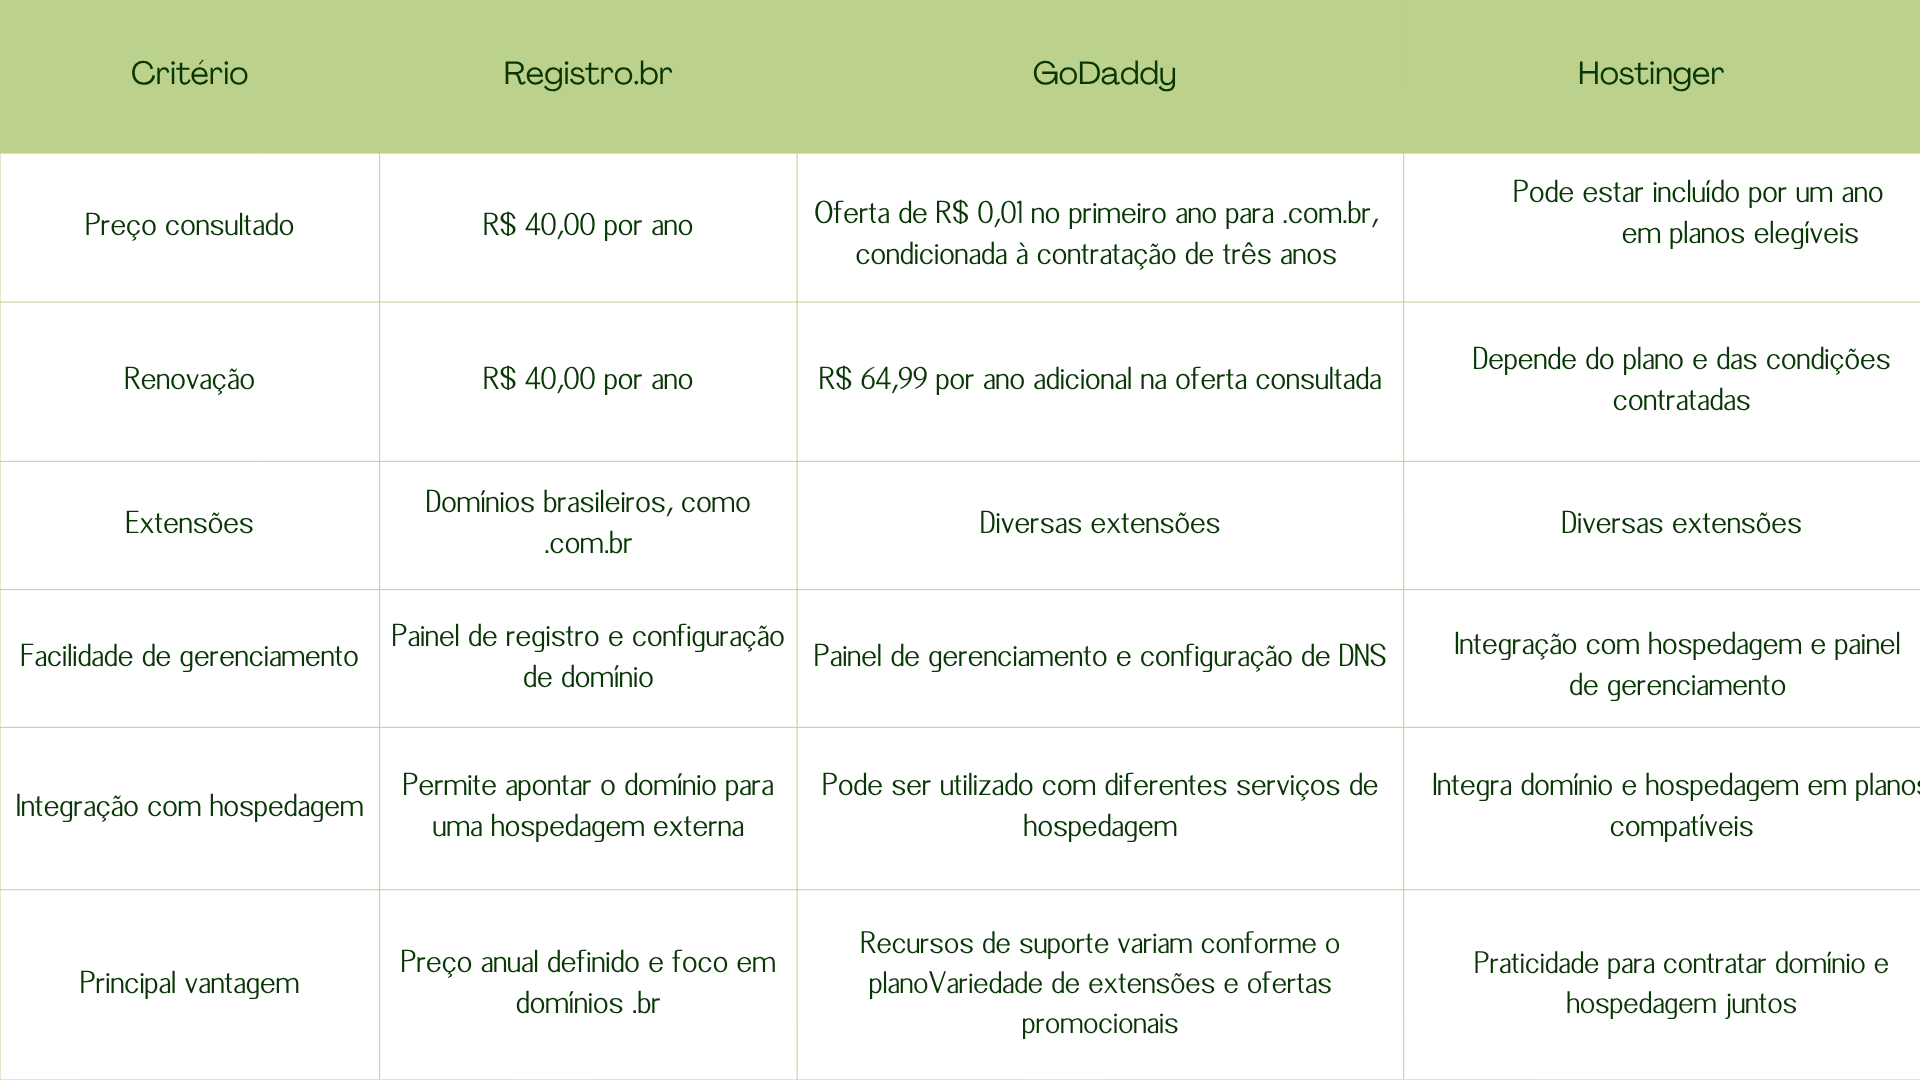 Critério
Registro.br
GoDaddy
Hostinger
Preço consultado
R$ 40,00 por ano
Oferta de R$ 0,01 no primeiro ano para .com.br,
condicionada à contratação de três anos
Pode estar incluído por um ano
em planos elegíveis
Renovação
R$ 40,00 por ano
R$ 64,99 por ano adicional na oferta consultada
Depende do plano e das condições
contratadas
Extensões
Domínios brasileiros, como
.com.br
Diversas extensões
Diversas extensões
Facilidade de gerenciamento
Painel de registro e configuração
de domínio
Painel de gerenciamento e configuração de DNS
Integração com hospedagem e painel
de gerenciamento
Integração com hospedagem
Permite apontar o domínio para
uma hospedagem externa
Pode ser utilizado com diferentes serviços de
hospedagem
Integra domínio e hospedagem em planos
compatíveis
Principal vantagem
Preço anual definido e foco em
domínios .br
Recursos de suporte variam conforme o
planoVariedade de extensões e ofertas
promocionais
Praticidade para contratar domínio e
hospedagem juntos